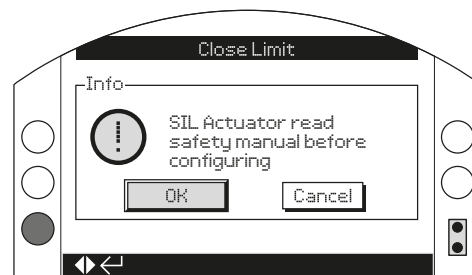 Close Limit
Info
!
SIL Actuator read
safety manual before
configuring
OK
Cancel